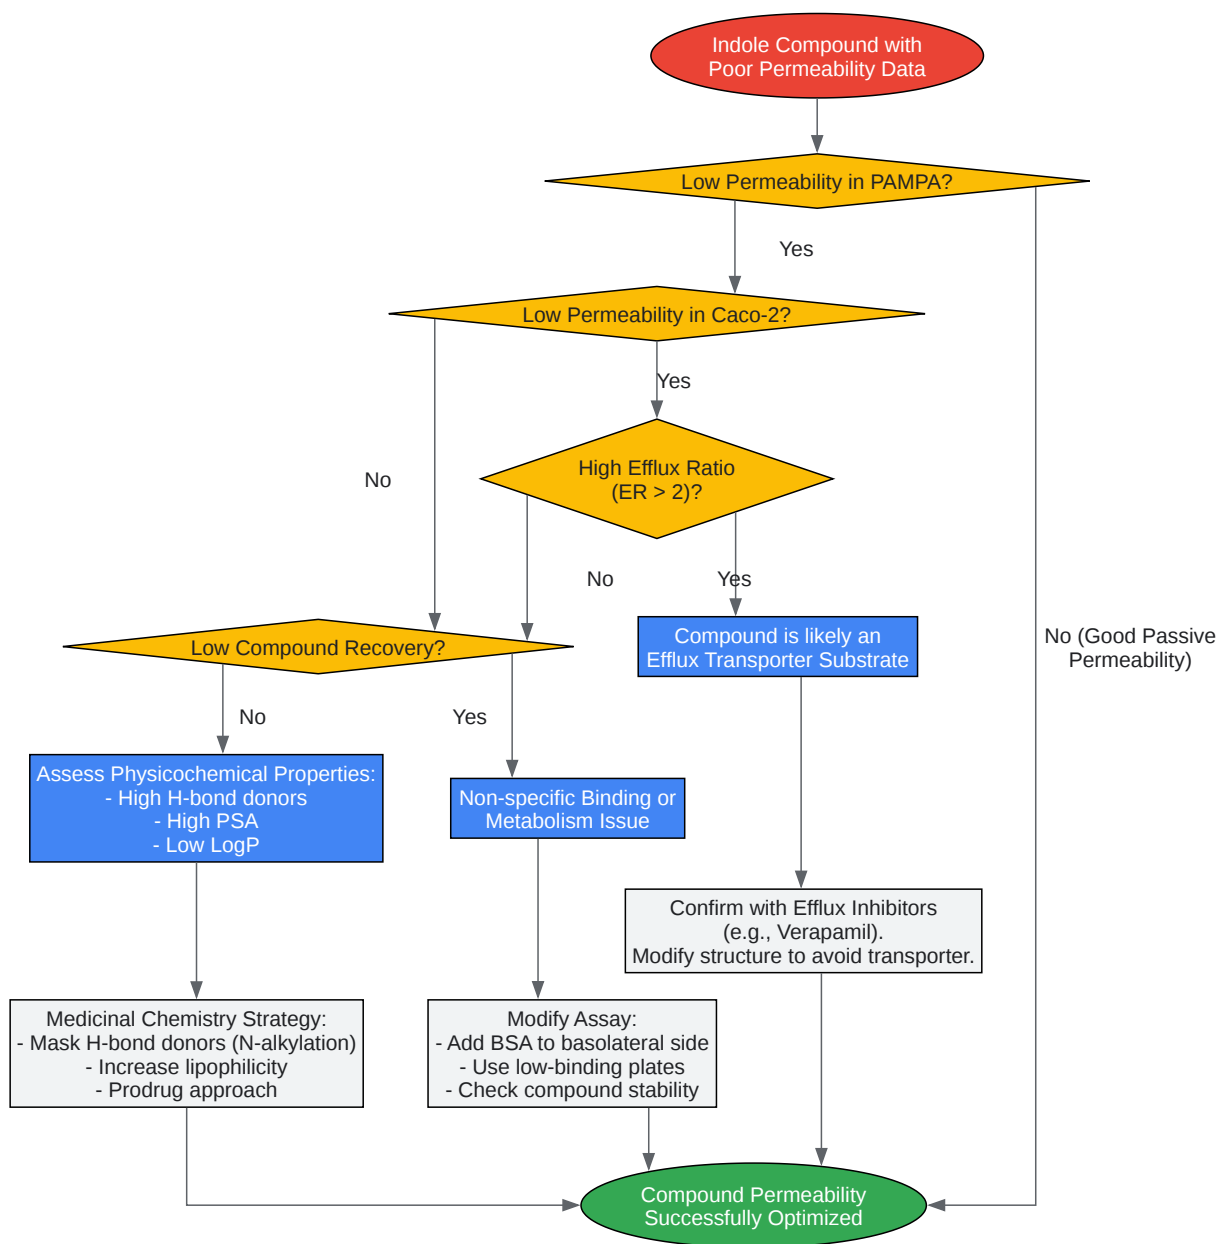 Indole Compound with
Poor Permeability Data
Low Permeability in PAMPA?
Yes
Low Permeability in Caco-2?
Yes
No
High Efflux Ratio
(ER > 2)?
No
Yes
No (Good Passive
Permeability)
Low Compound Recovery?
Compound is likely an
Efflux Transporter Substrate
No
Yes
Assess Physicochemical Properties:
- High H-bond donors
- High PSA
- Low LogP
Non-specific Binding or
Metabolism Issue
Confirm with Efflux Inhibitors
(e.g., Verapamil).
Modify structure to avoid transporter.
Medicinal Chemistry Strategy:
- Mask H-bond donors (N-alkylation)
- Increase lipophilicity
- Prodrug approach
Modify Assay:
- Add BSA to basolateral side
- Use low-binding plates
- Check compound stability
Compound Permeability
Successfully Optimized